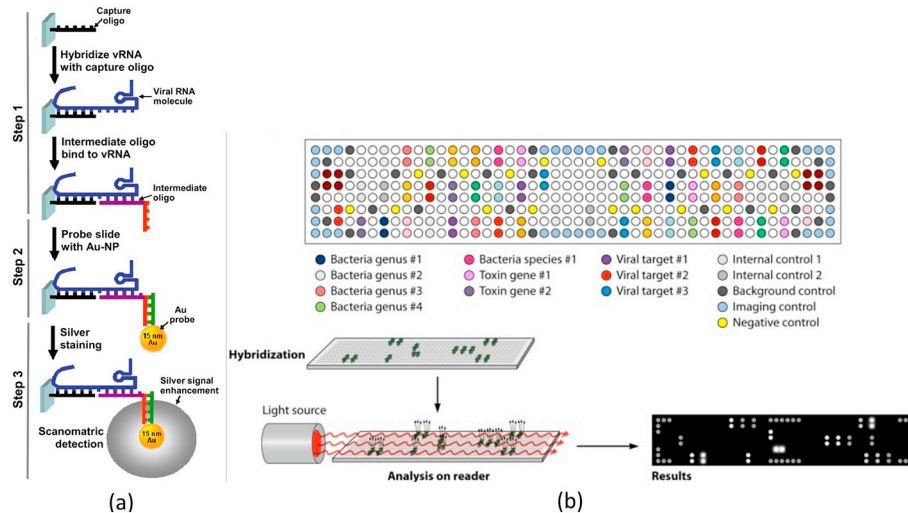 Capture
oligo
Step 1
Hybridize vRNA
with capture oligo
Viral RNA
molecule
Intermediate oligo
bind to vRNA
Intermediate
oligo
Step 2
Probe slide
with Au-NP
Au
probe
15 nm
Au
Step 3
Silver
staining
Silver signal
enhancement
Scanomatric
detection
15 nm
Au
(a)
Bacteria genus #1
Bacteria genus #2
Bacteria genus #3
Bacteria genus #4
Bacteria species #1
Toxin gene #1
Toxin gene #2
Viral target #1
Viral target #2
Viral target #3
Internal control 1
Internal control 2
Background control
Imaging control
Negative control
Hybridization
Light source
Analysis on reader
Results
(b)